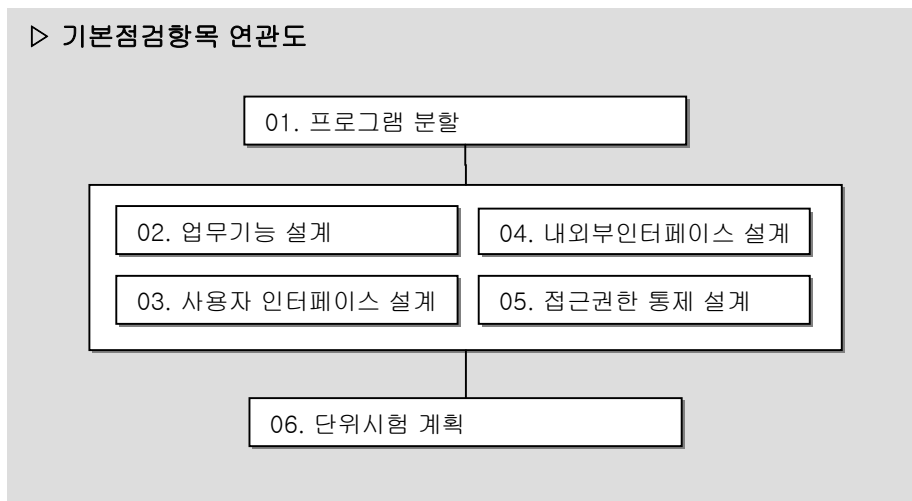 ▷ 기본점검항목 연관도
01. 프로그램 분할
02. 업무기능 설계
04. 내외부인터페이스 설계
03. 사용자 인터페이스 설계
05. 접근권한 통제 설계
06. 단위시험 계획